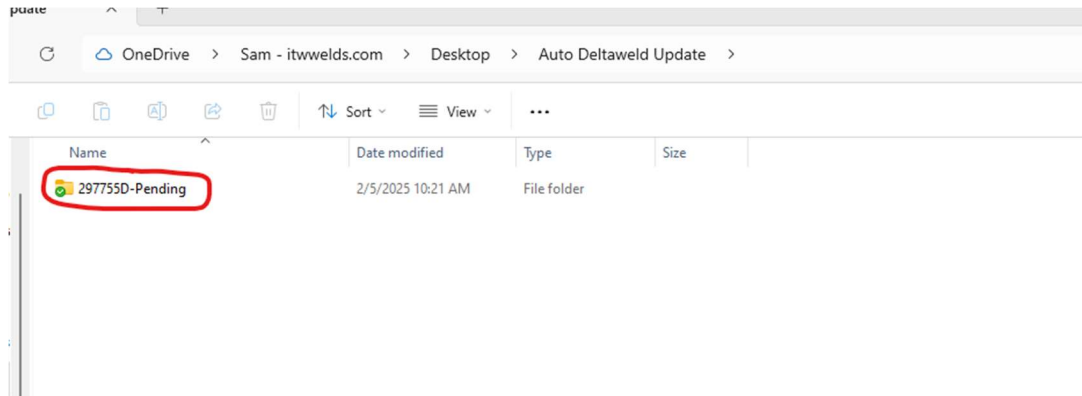 pdate
OneDrive > Sam - itwwelds.com > Desktop > Auto Deltaweld Update >
Sort View ...
Name Date modified Type Size
297755D-Pending 2/5/2025 10:21 AM File folder